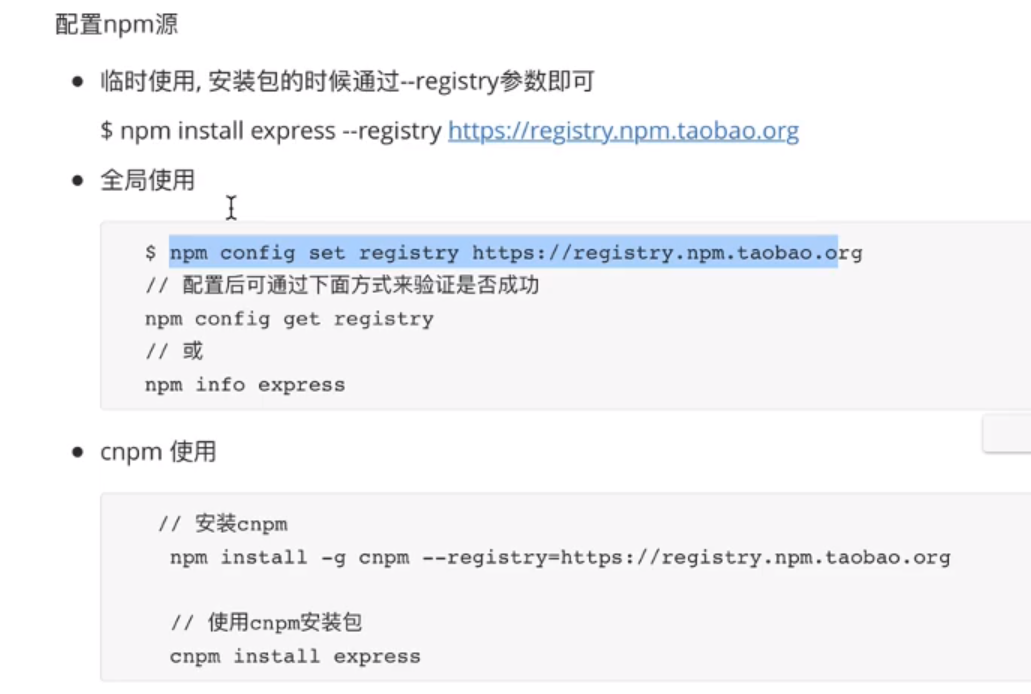 配置npm源
临时使用, 安装包的时候通过--registry参数即可
$ npm install express --registry https://registry.npm.taobao.org
全局使用
$ npm config set registry https://registry.npm.taobao.org
// 配置后可通过下面方式来验证是否成功
npm config get registry
// 或
npm info express
cnpm 使用
// 安装cnpm
npm install -g cnpm --registry=https://registry.npm.taobao.org
// 使用cnpm安装包
cnpm install express